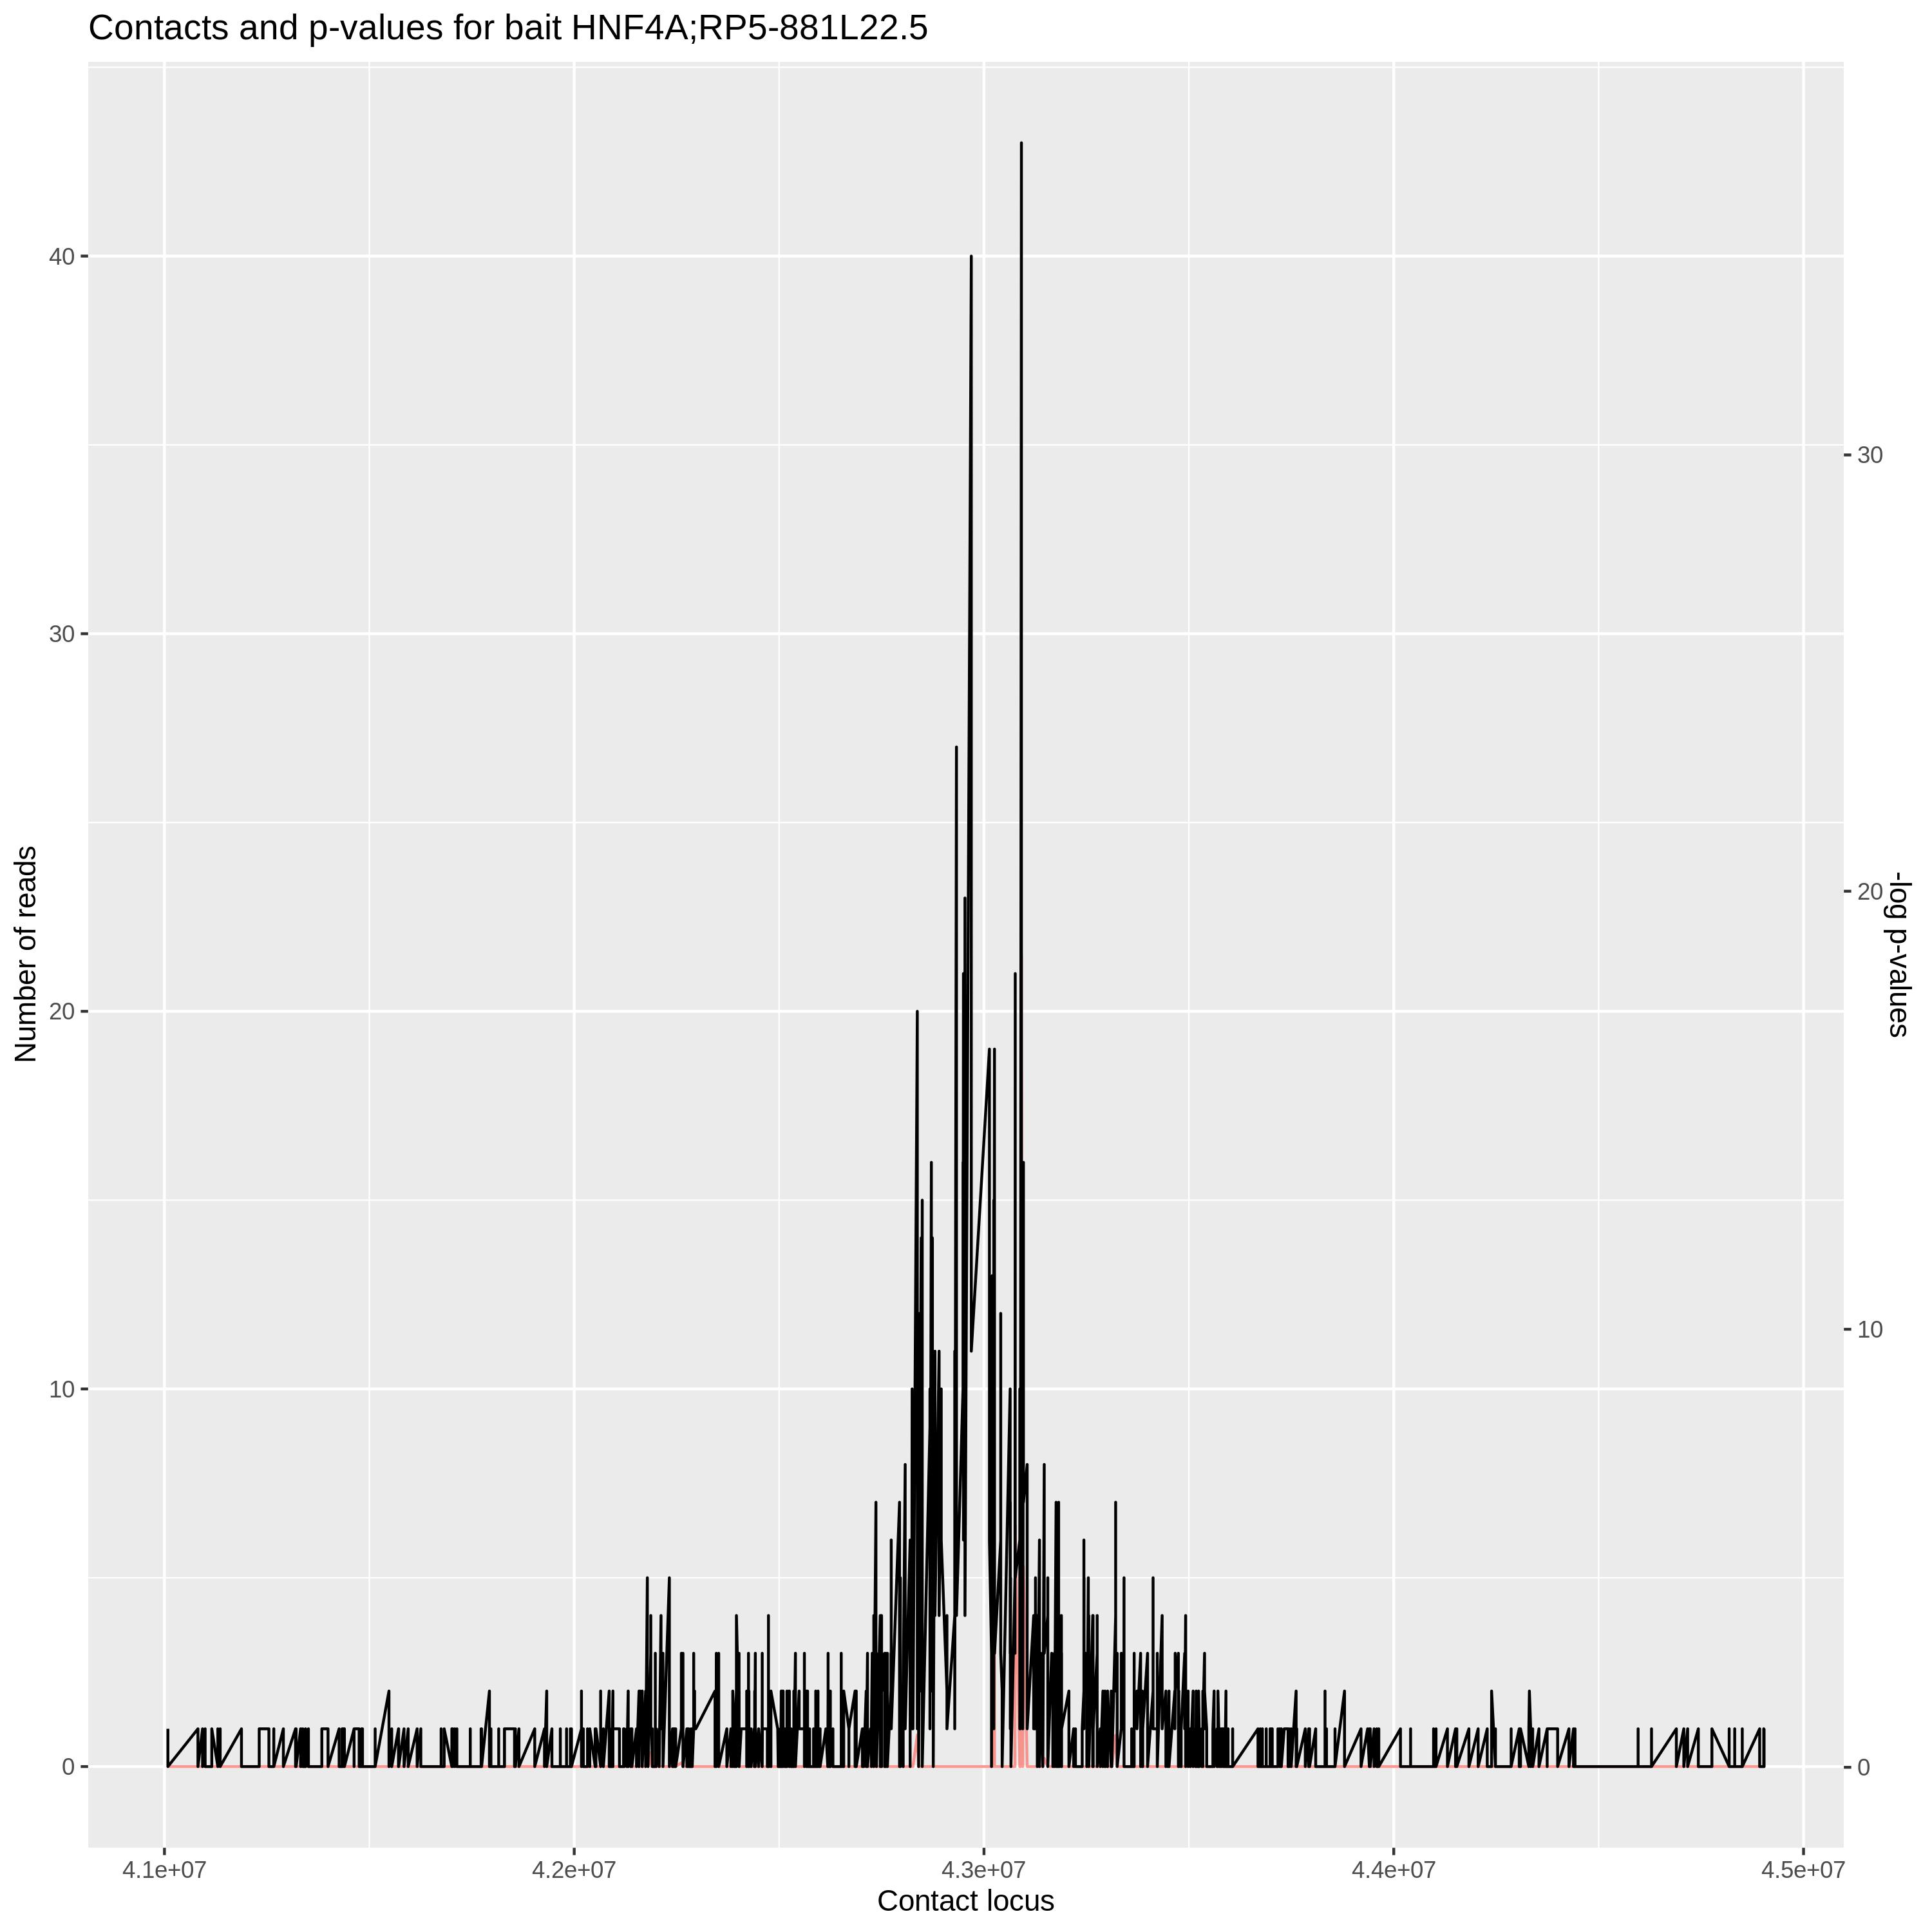 Contacts and p-values for bait HNF4A;RP5-881L22.5
Number of reads
40
30
20
10
0
30
20
10
0
-log p-values
4.1e+07 4.2e+07 4.3e+07 4.4e+07 4.5e+07
Contact locus